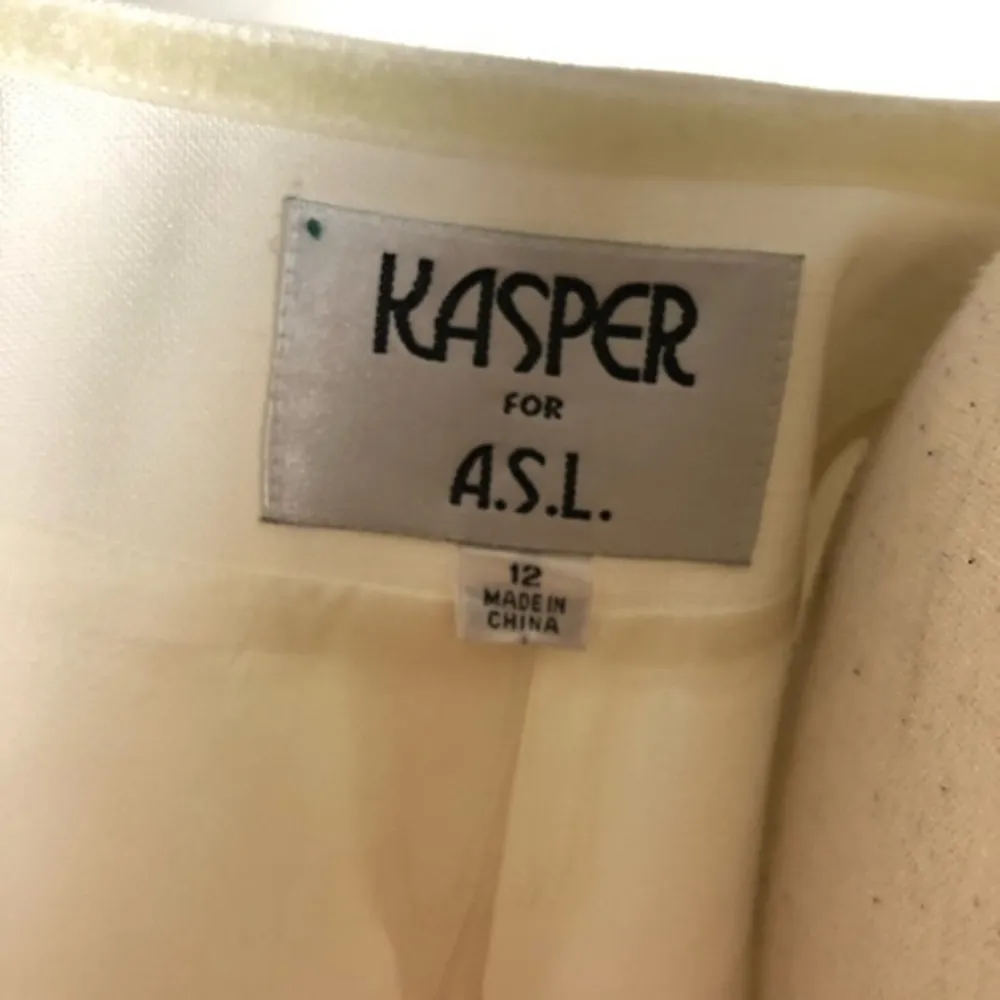 KASPER
FOR
A.S.L.
12
MADE IN
CHINA